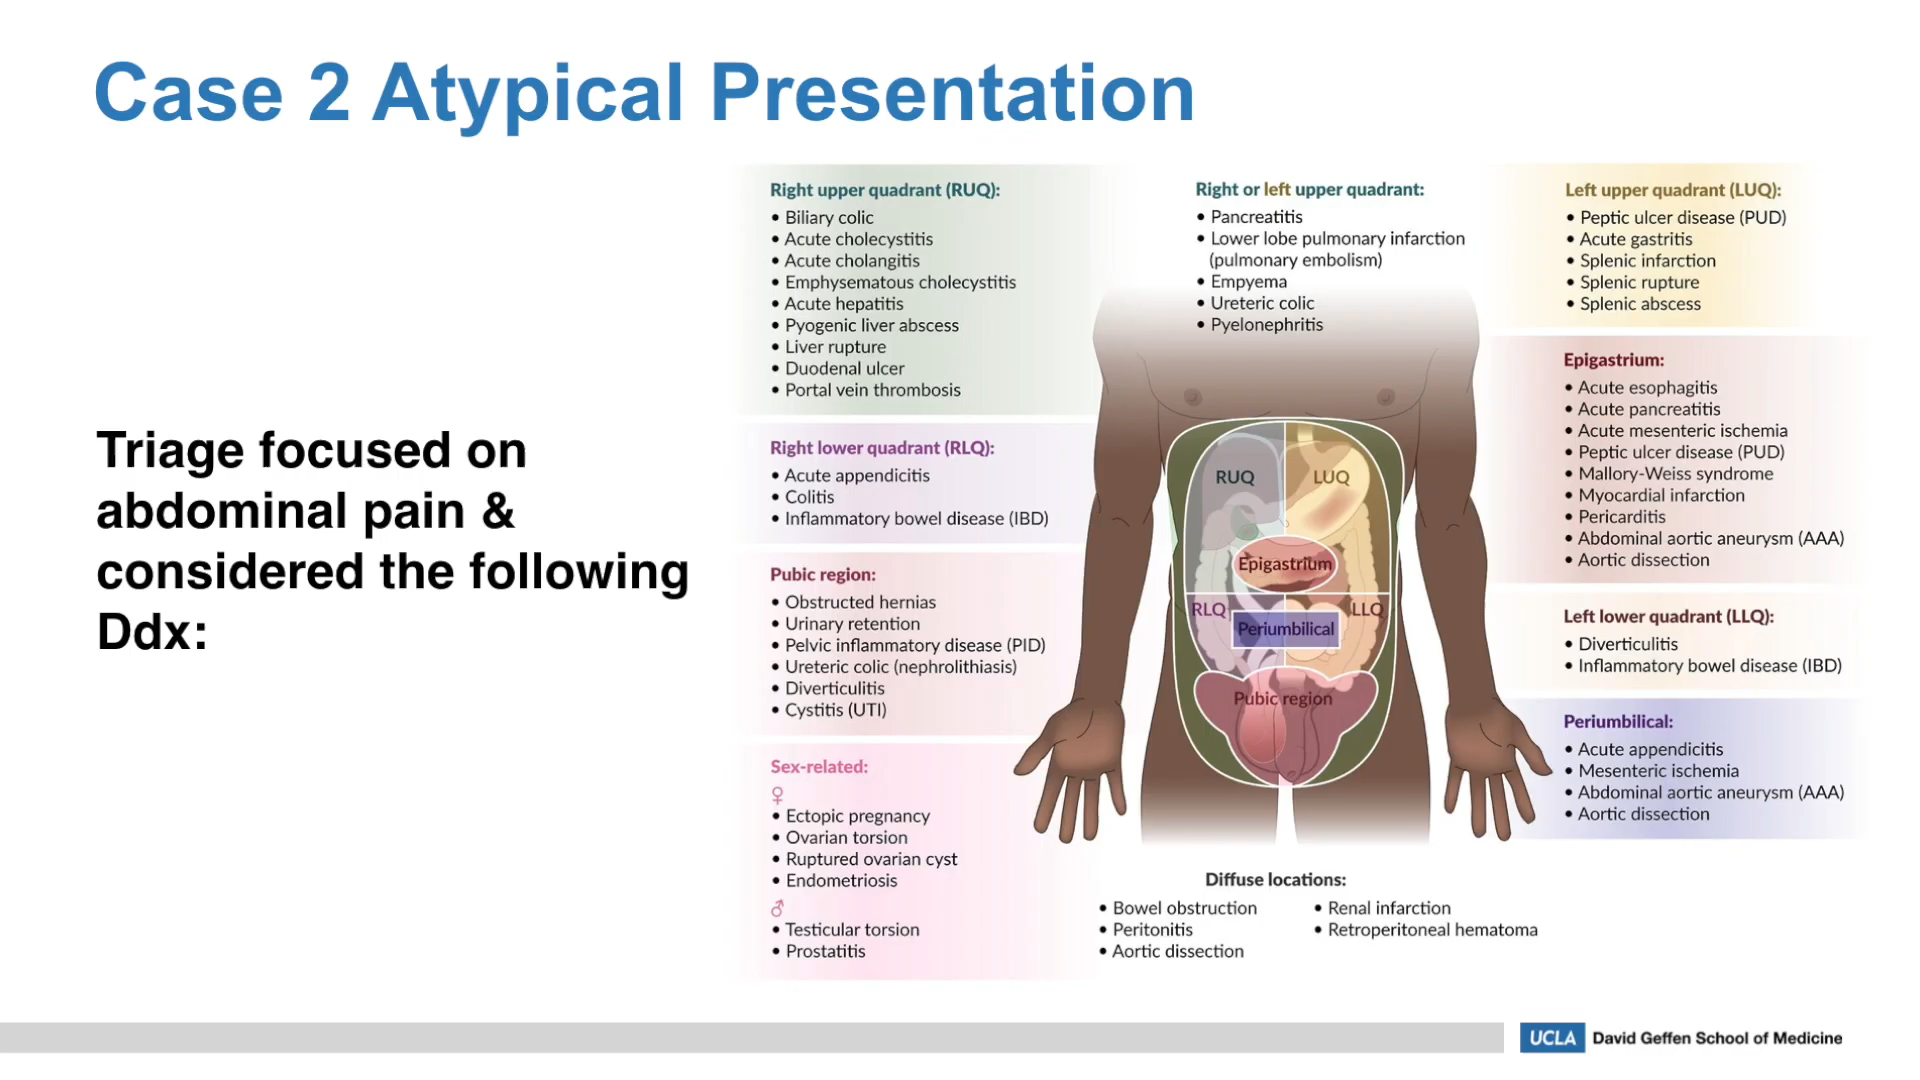 Case 2 Atypical Presentation
Triage focused on
abdominal pain &
considered the following
Ddx:
Right upper quadrant (RUQ):
• Biliary colic
• Acute cholecystitis
• Acute cholangitis
• Emphysematous cholecystitis
• Acute hepatitis
• Pyogenic liver abscess
• Liver rupture
• Duodenal ulcer
• Portal vein thrombosis
Right lower quadrant (RLQ):
• Acute appendicitis
• Colitis
• Inflammatory bowel disease (IBD)
Pubic region:
• Obstructed hernias
• Urinary retention
• Pelvic inflammatory disease (PID)
• Ureteric colic (nephrolithiasis)
• Diverticulitis
• Cystitis (UTI)
Sex-related:
♀
• Ectopic pregnancy
• Ovarian torsion
• Ruptured ovarian cyst
• Endometriosis
♂
• Testicular torsion
• Prostatitis
Right or left upper quadrant:
• Pancreatitis
• Lower lobe pulmonary infarction
(pulmonary embolism)
• Empyema
• Ureteric colic
• Pyelonephritis
RUQ
LUQ
Epigastrium
RLQ
LLQ
Periumbilical
Pubic region
Diffuse locations:
• Bowel obstruction
• Peritonitis
• Aortic dissection
• Renal infarction
• Retroperitoneal hematoma
Left upper quadrant (LUQ):
• Peptic ulcer disease (PUD)
• Acute gastritis
• Splenic infarction
• Splenic rupture
• Splenic abscess
Epigastrium:
• Acute esophagitis
• Acute pancreatitis
• Acute mesenteric ischemia
• Peptic ulcer disease (PUD)
• Mallory-Weiss syndrome
• Myocardial infarction
• Pericarditis
• Abdominal aortic aneurysm (AAA)
• Aortic dissection
Left lower quadrant (LLQ):
• Diverticulitis
• Inflammatory bowel disease (IBD)
Periumbilical:
• Acute appendicitis
• Mesenteric ischemia
• Abdominal aortic aneurysm (AAA)
• Aortic dissection
UCLA David Geffen School of Medicine